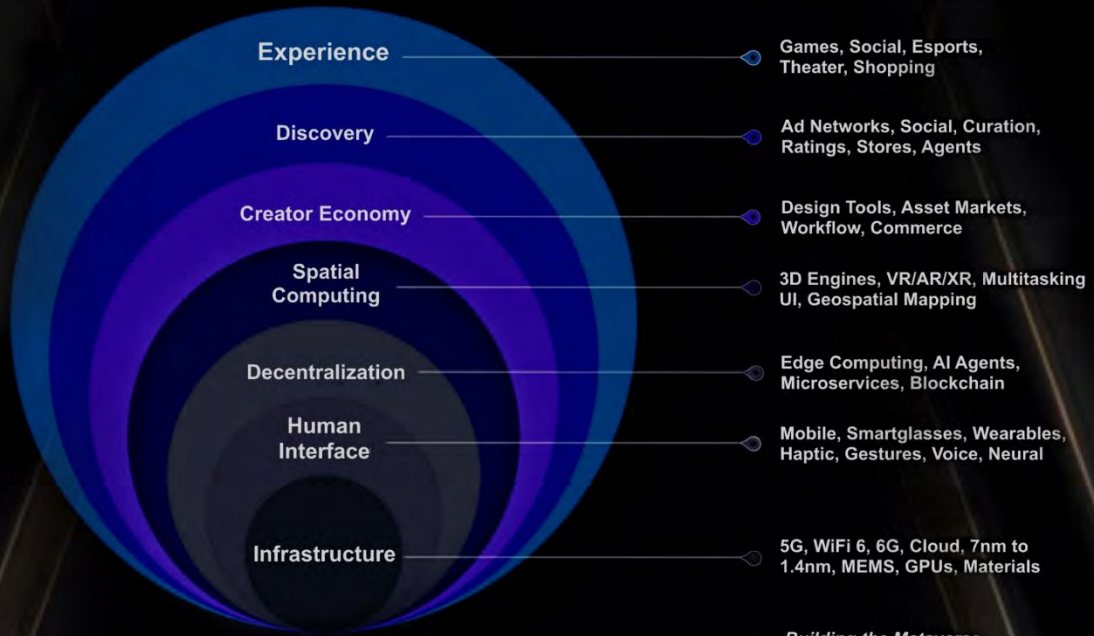 Experience
Games, Social, Esports,
Theater, Shopping
Discovery
Ad Networks, Social, Curation,
Ratings, Stores, Agents
Creator Economy
Design Tools, Asset Markets,
Workflow, Commerce
Spatial
Computing
3D Engines, VR/AR/XR, Multitasking
UI, Geospatial Mapping
Decentralization
Edge Computing, AI Agents,
Microservices, Blockchain
Human
Interface
Mobile, Smartglasses, Wearables,
Haptic, Gestures, Voice, Neural
Infrastructure
5G, WiFi 6, 6G, Cloud, 7nm to
1.4nm, MEMS, GPUs, Materials
Building the Metaverse